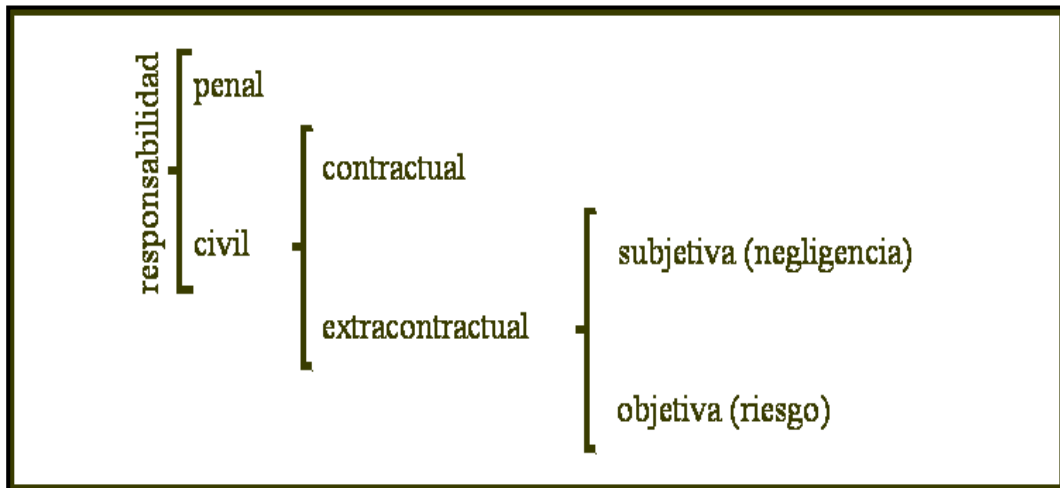 responsabilidad
penal
civil
contractual
extracontractual
subjetiva (negligencia)
objetiva (riesgo)